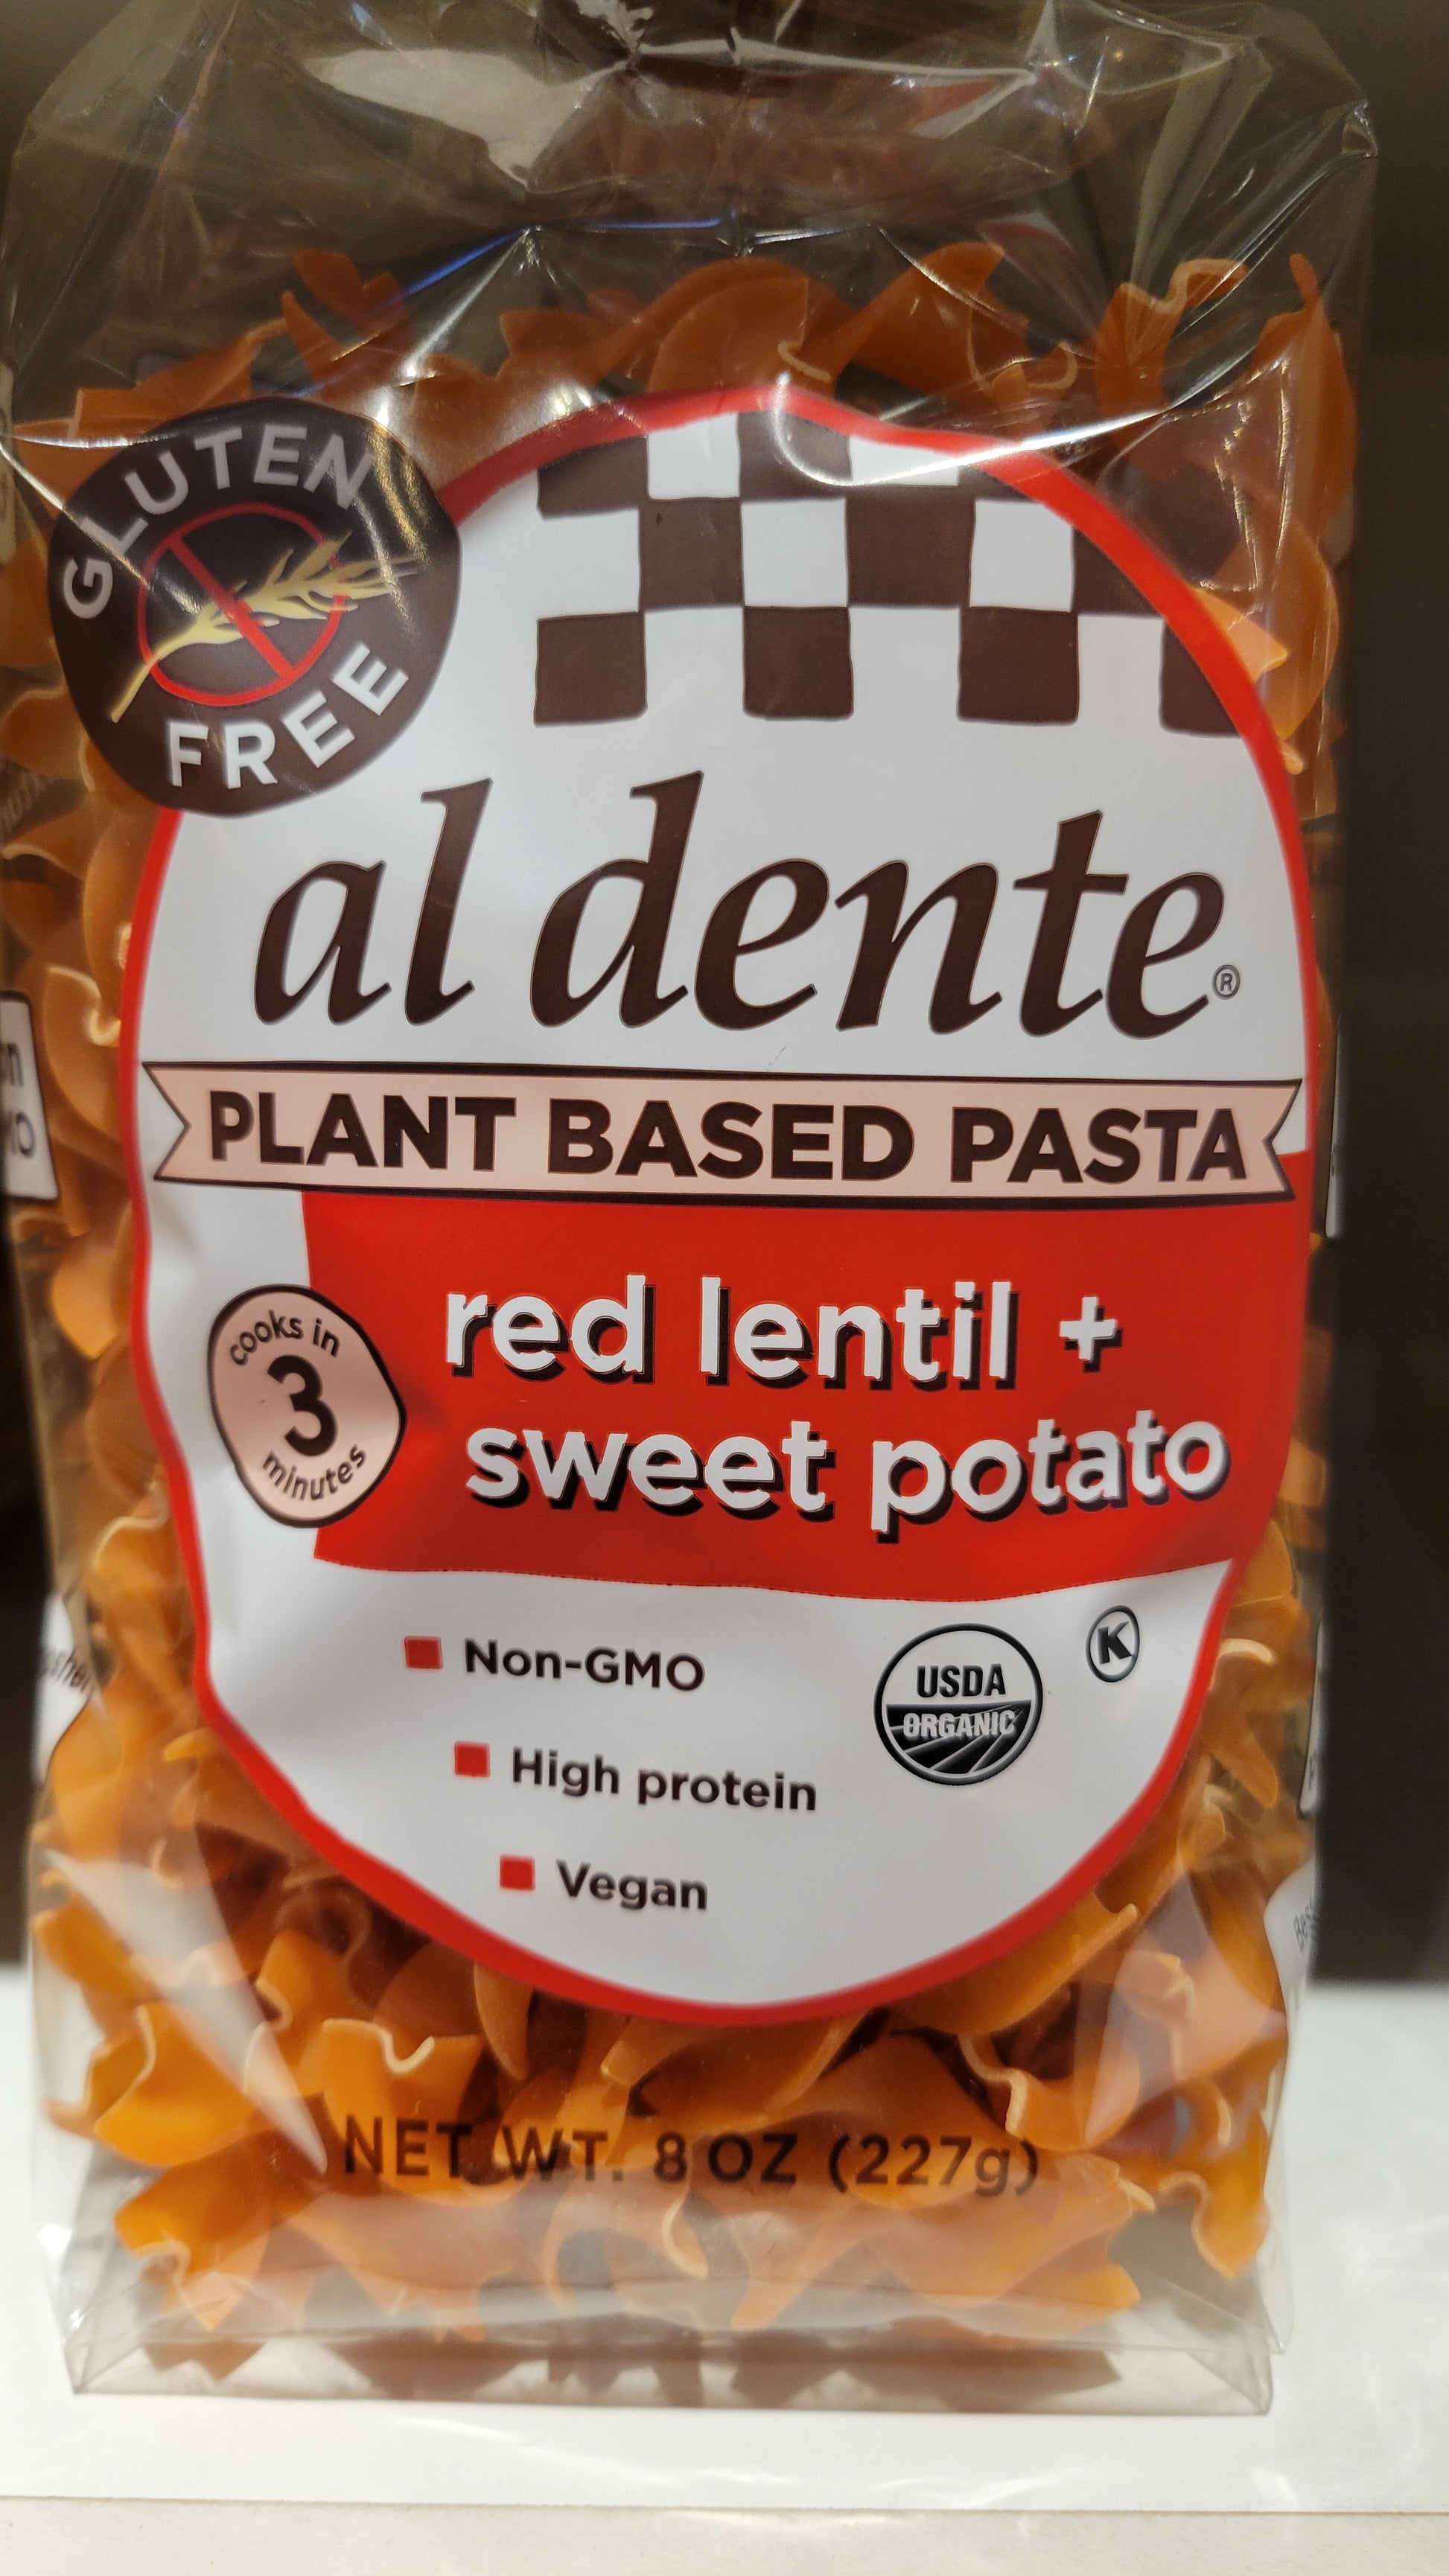 GLUTEN
FREE
al dente®
PLANT BASED PASTA
cooks in
3
minutes
red lentil +
sweet potato
Non-GMO
High protein
Vegan
USDA
ORGANIC
K
NET WT. 8 OZ (227g)